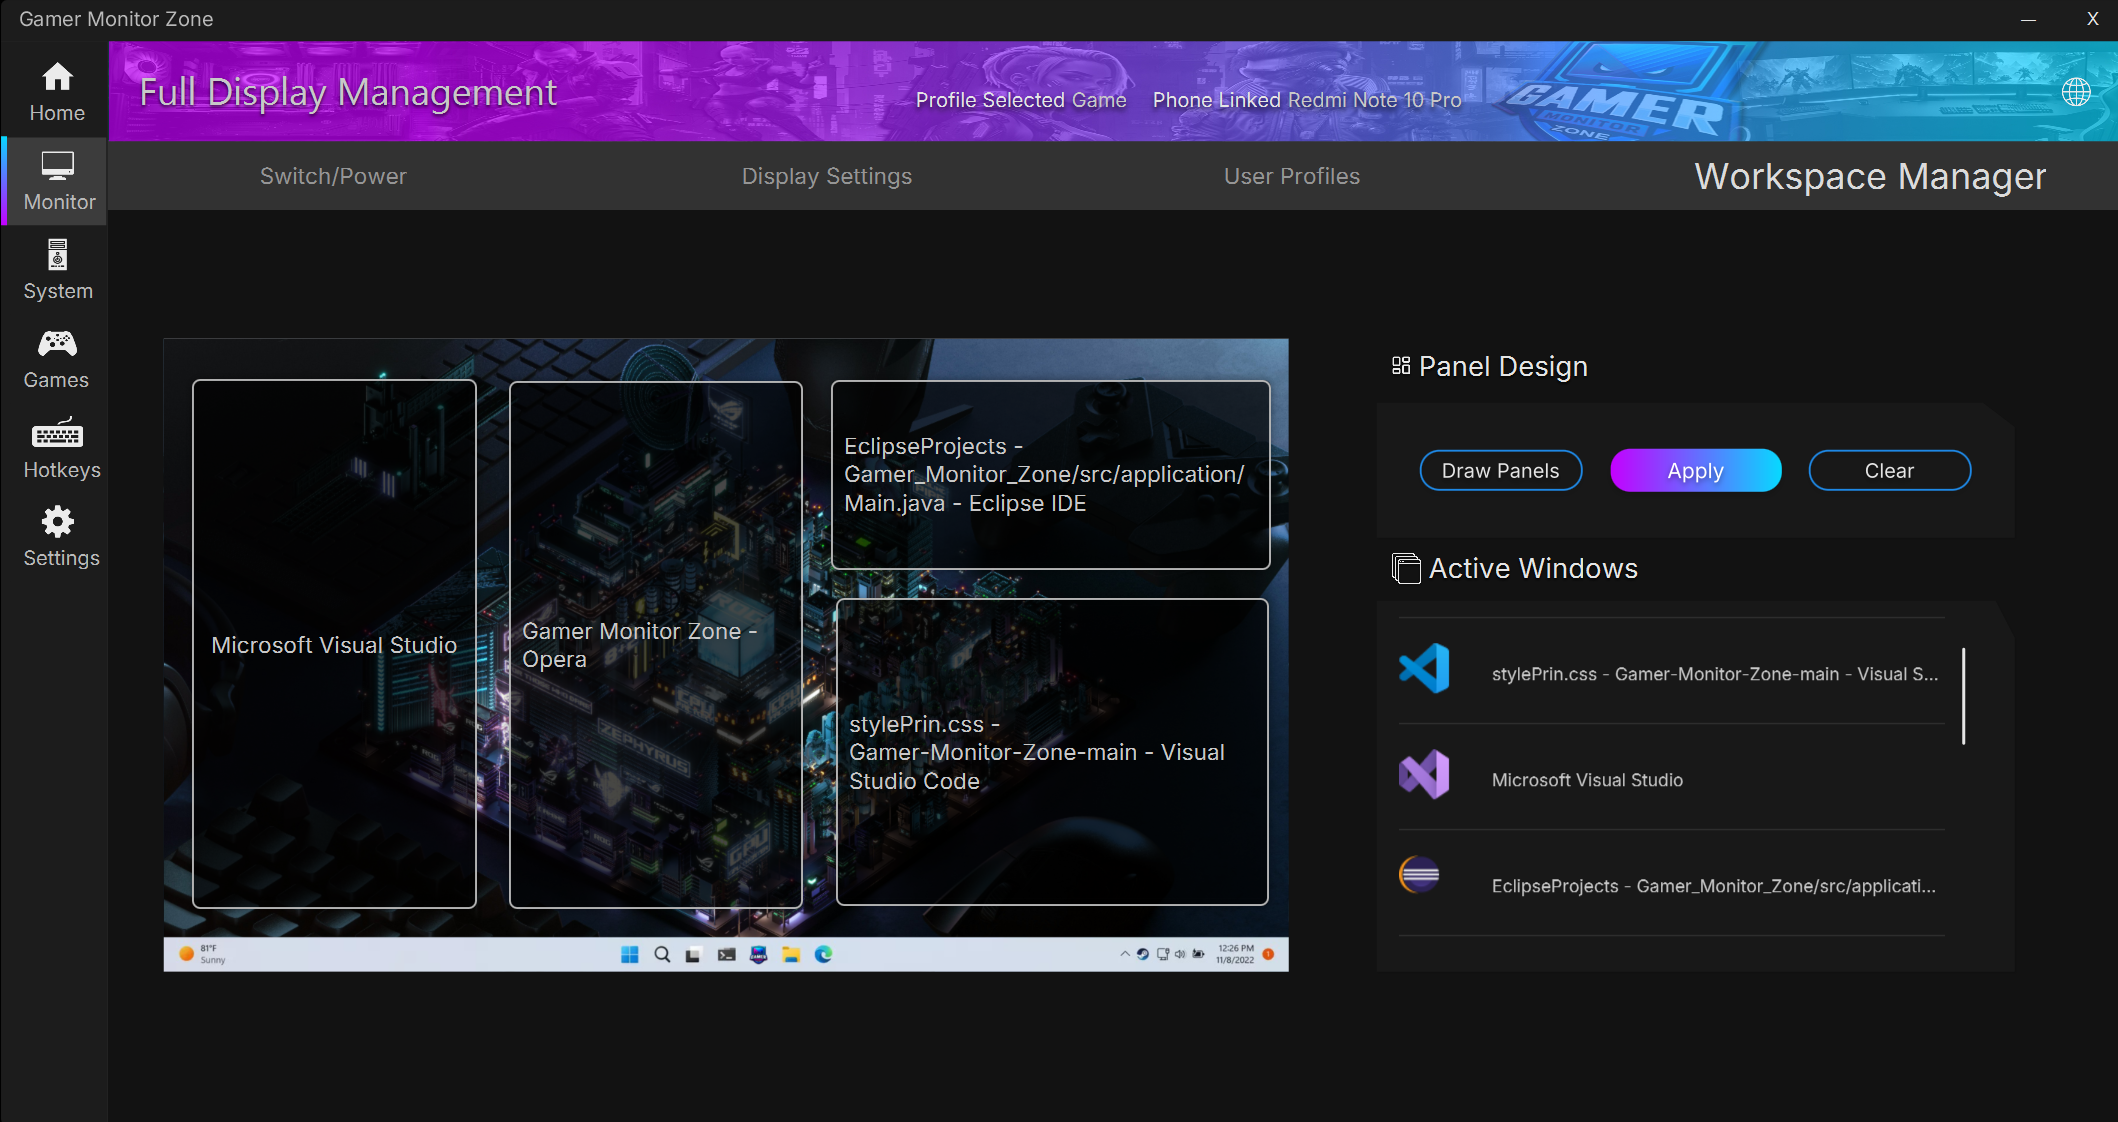 Gamer Monitor Zone
X
Home
Monitor
System
Games
Hotkeys
Settings
Full Display Management
Profile Selected Game
Phone Linked Redmi Note 10 Pro
GAMER
MONITOR
ZONE
Switch/Power
Display Settings
User Profiles
Workspace Manager
Microsoft Visual Studio
Gamer Monitor Zone -
Opera
EclipseProjects -
Gamer_Monitor_Zone/src/application/
Main.java - Eclipse IDE
stylePrin.css -
Gamer-Monitor-Zone-main - Visual
Studio Code
ZEPHYRUS
GPU
81°F
Sunny
12:26 PM
11/8/2022
1
Panel Design
Draw Panels
Apply
Clear
Active Windows
stylePrin.css - Gamer-Monitor-Zone-main - Visual S...
Microsoft Visual Studio
EclipseProjects - Gamer_Monitor_Zone/src/applicati...